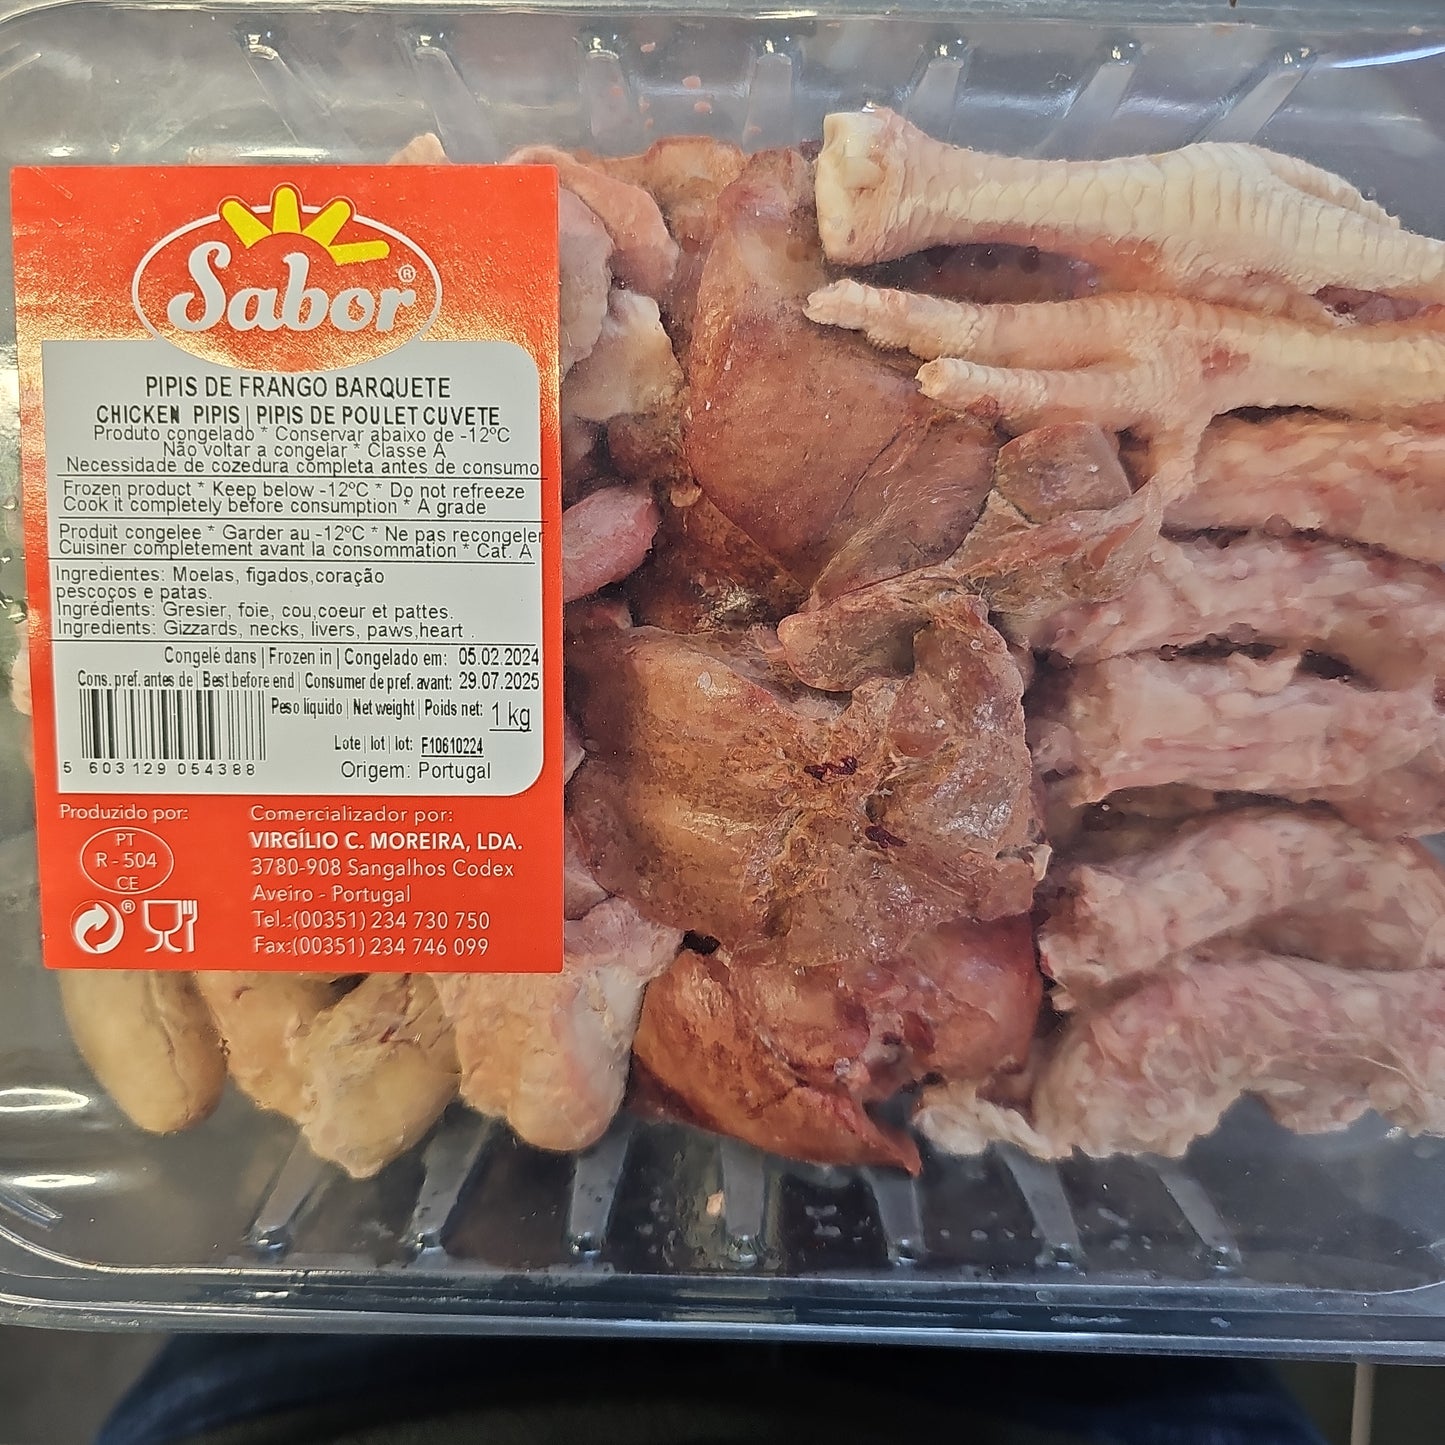 Sabor®
PIPIS DE FRANGO BARQUETE
CHICKEN PIPIS | PIPIS DE POULET CUVETE
Produto congelado * Conservar abaixo de -12ºC
Não voltar a congelar * Classe A
Necessidade de cozedura completa antes de consumo
Frozen product * Keep below -12ºC * Do not refreeze
Cook it completely before consumption * A grade
Produit congelee * Garder au -12ºC * Ne pas recongeler
Cuisiner completement avant la consommation * Cat. A
Ingredientes: Moelas, figados,coração
pescoços e patas.
Ingrédients: Gresier, foie, cou,coeur et pattes.
Ingredients: Gizzards, necks, livers, paws,heart .
Congelé dans | Frozen in | Congelado em: 05.02.2024
Cons. pref. antes de | Best before end | Consumer de pref. avant: 29.07.2025
Peso liquido | Net weight | Poids net: 1 kg
Lote | lot | lot: F10610224
5 603129 054388
Origem: Portugal
Produzido por:
PT
R - 504
CE
®
Comercializador por:
VIRGÍLIO C. MOREIRA, LDA.
3780-908 Sangalhos Codex
Aveiro - Portugal
Tel.:(00351) 234 730 750
Fax:(00351) 234 746 099